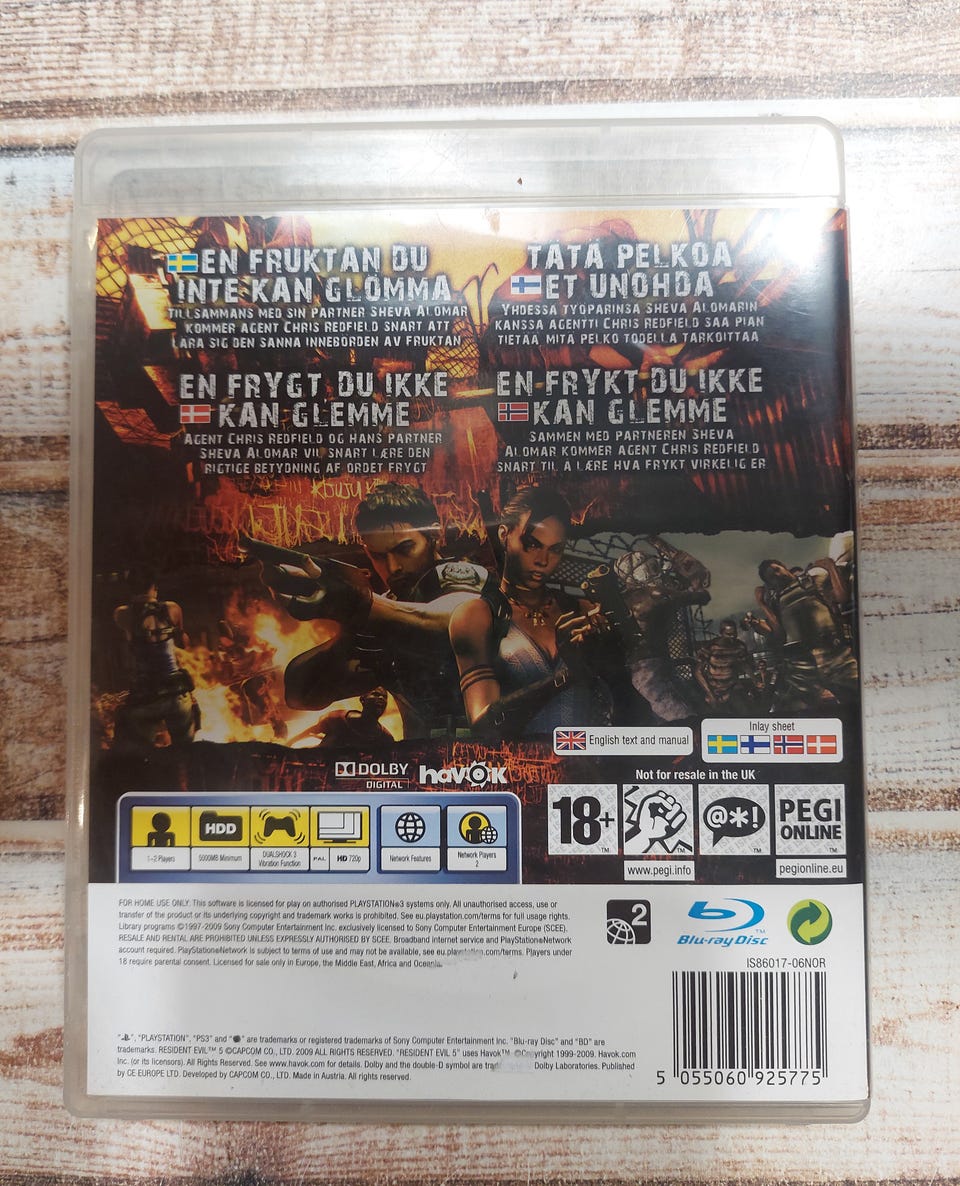 EN FRUKTAN DU
INTE KAN GLOMMA
TILLSAMMANS MED SIN PARTNER SHEVA ALOMAR
KOMMER AGENT CHRIS REDFIELD SNART ATT
LARA SIG DEN SANNA INNEBORDEN AV FRUKTAN
TATA PELKOA
ET UNOHDA
YHDESSA TYOPARINSA SHEVA ALOMARIN
KANSSA AGENTTI CHRIS REDFIELD SAA PIAN
TIETAA MITA PELKO TODELLA TARKOITTAA
EN FRYGT DU IKKE
KAN GLEMME
AGENT CHRIS REDFIELD OG HANS PARTNER
SHEVA ALOMAR VIL SNART LÆRE DEN
RIGTIGE BETYDNING AF ORDET FRYGT
EN FRYKT DU IKKE
KAN GLEMME
SAMMEN MED PARTNEREN SHEVA
ALOMAR KOMMER AGENT CHRIS REDFIELD
SNART TIL A LÆRE HVA FRYKT VIRKELIG ER
English text and manual
Inlay sheet
DOLBY
DIGITAL
havOk
Not for resale in the UK
HDD
1-2 Players
5000MB Minimum
DUALSHOCK 3
Vibration Function
PAL
HD 720p
Network Features
Network Players
2
18+
@*!
PEGI
ONLINE
www.pegi.info
pegionline.eu
FOR HOME USE ONLY. This software is licensed for play on authorised PLAYSTATION®3 systems only. All unauthorised access, use or
transfer of the product or its underlying copyright and trademark works is prohibited. See eu.playstation.com/terms for full usage rights.
Library programs ©1997-2009 Sony Computer Entertainment Inc. exclusively licensed to Sony Computer Entertainment Europe (SCEE).
RESALE AND RENTAL ARE PROHIBITED UNLESS EXPRESSLY AUTHORISED BY SCEE. Broadband internet service and PlayStation®Network
account required. PlayStation®Network is subject to terms of use and may not be available, see eu.playstation.com/terms. Players under
18 require parental consent. Licensed for sale only in Europe, the Middle East, Africa and Oceania.
2
Blu-ray Disc
TM
IS86017-06NOR
", "PLAYSTATION", "PS3" and " " are trademarks or registered trademarks of Sony Computer Entertainment Inc. "Blu-ray Disc" and "BD" are
trademarks. RESIDENT EVIL™ 5 ©CAPCOM CO., LTD. 2009 ALL RIGHTS RESERVED. "RESIDENT EVIL 5" uses Havok™. ©Copyright 1999-2009. Havok.com
Inc. (or its licensors). All Rights Reserved. See www.havok.com for details. Dolby and the double-D symbol are Dolby Laboratories. Published
by CE EUROPE LTD. Developed by CAPCOM CO., LTD. Made in Austria. All rights reserved.
5 055060 925775